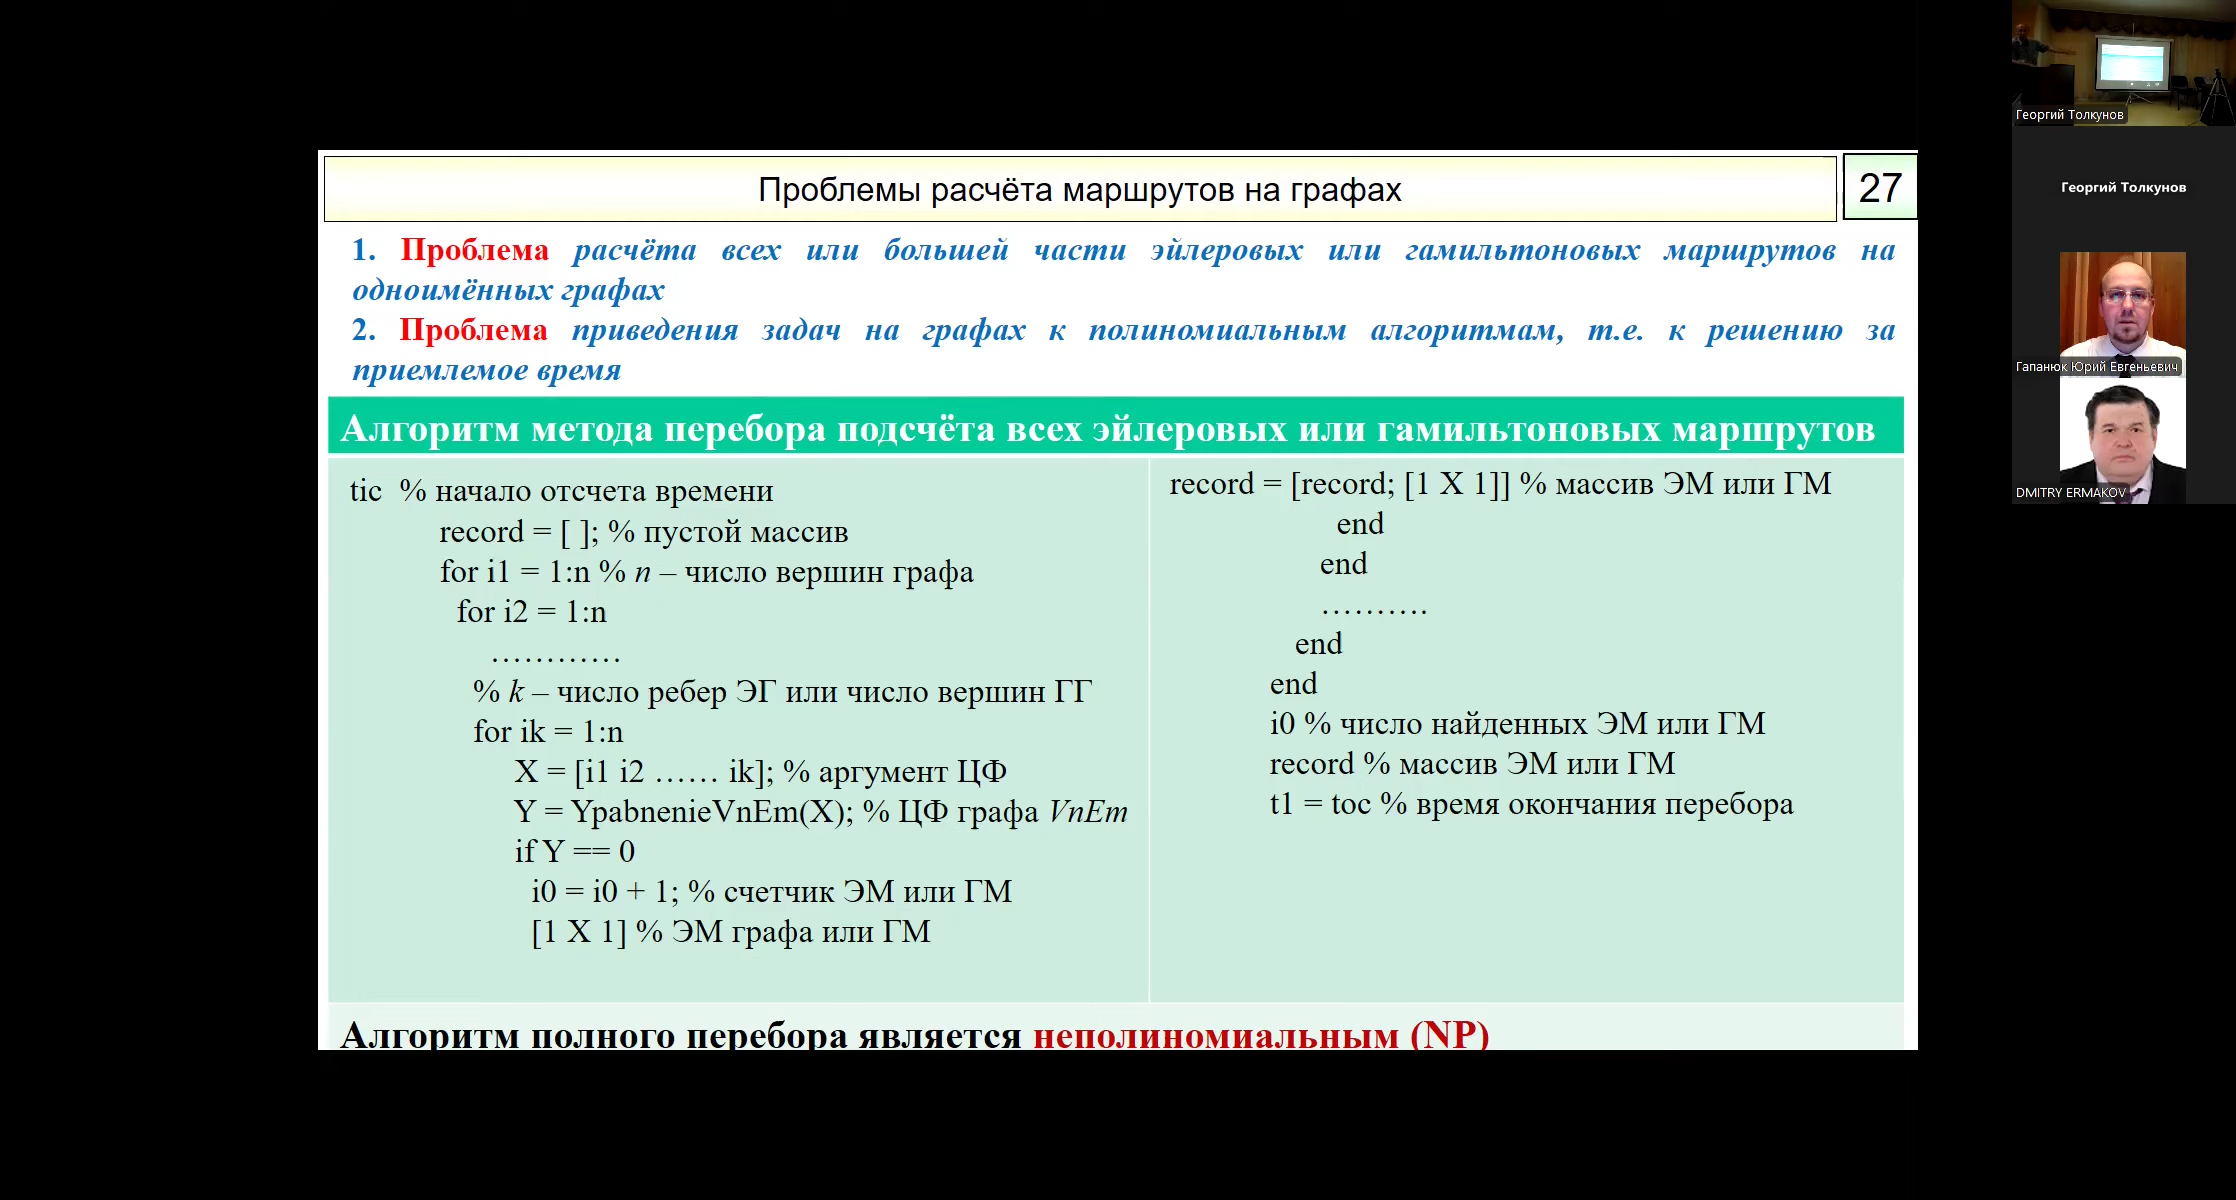 Проблемы расчёта маршрутов на графах
27
1. Проблема расчёта всех или большей части эйлеровых или гамильтоновых маршрутов на
одноимённых графах
2. Проблема приведения задач на графах к полиномиальным алгоритмам, т.е. к решению за
приемлемое время
Алгоритм метода перебора подсчёта всех эйлеровых или гамильтоновых маршрутов
tic % начало отсчета времени
record = [ ]; % пустой массив
for i1 = 1:n % n – число вершин графа
for i2 = 1:n
…………
% k – число ребер ЭГ или число вершин ГГ
for ik = 1:n
X = [i1 i2 …… ik]; % аргумент ЦФ
Y = YpabnenieVnEm(X); % ЦФ графа VnEm
if Y == 0
i0 = i0 + 1; % счетчик ЭМ или ГМ
[1 X 1] % ЭМ графа или ГМ
record = [record; [1 X 1]] % массив ЭМ или ГМ
end
end
……….
end
end
i0 % число найденных ЭМ или ГМ
record % массив ЭМ или ГМ
t1 = toc % время окончания перебора
Алгоритм полного перебора является неполиномиальным (NP)
Георгий Толкунов
Георгий Толкунов
Гапанюк Юрий Евгеньевич
DMITRY ERMAKOV